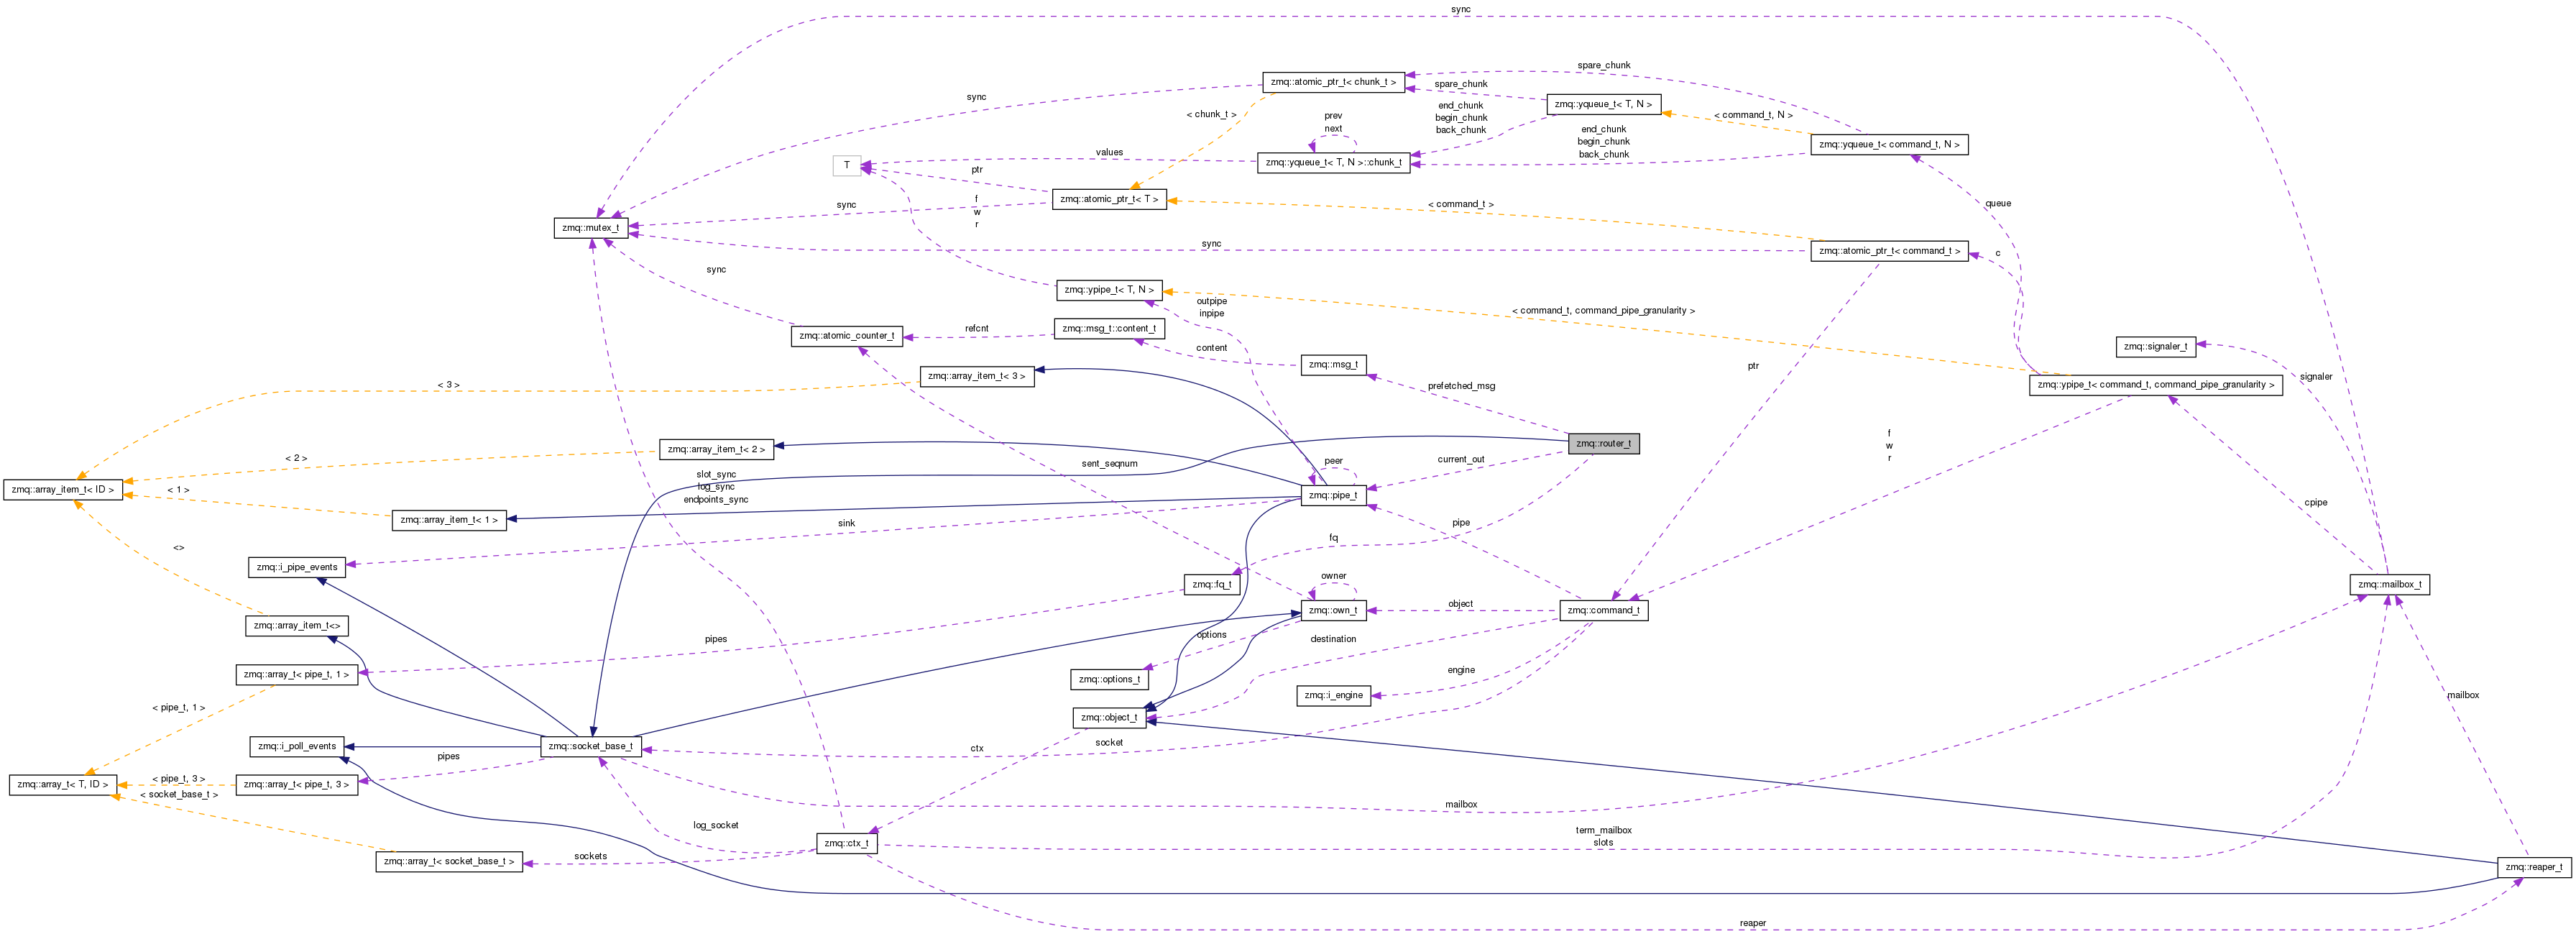 sync
zmq::atomic_ptr_t< chunk_t >
spare_chunk
spare_chunk
sync
< chunk_t >
end_chunk
begin_chunk
back_chunk
zmq::yqueue_t< T, N >
< command_t, N >
prev
next
end_chunk
begin_chunk
back_chunk
zmq::yqueue_t< command_t, N >
T
values
zmq::yqueue_t< T, N >::chunk_t
ptr
zmq::atomic_ptr_t< T >
sync
f
w
r
< command_t >
queue
zmq::mutex_t
sync
zmq::atomic_ptr_t< command_t >
c
sync
zmq::ypipe_t< T, N >
outpipe
inpipe
< command_t, command_pipe_granularity >
zmq::atomic_counter_t
refcnt
zmq::msg_t::content_t
content
zmq::msg_t
zmq::signaler_t
signaler
< 3 >
zmq::array_item_t< 3 >
prefetched_msg
ptr
zmq::ypipe_t< command_t, command_pipe_granularity >
zmq::router_t
f
w
r
< 2 >
zmq::array_item_t< 2 >
sent_seqnum
peer
current_out
slot_sync
log_sync
endpoints_sync
zmq::array_item_t< ID >
< 1 >
zmq::array_item_t< 1 >
sink
zmq::pipe_t
pipe
cpipe
<>
zmq::i_pipe_events
fq
zmq::fq_t
owner
zmq::mailbox_t
zmq::own_t
object
zmq::command_t
zmq::array_item_t<>
pipes
options
destination
zmq::array_t< pipe_t, 1 >
zmq::options_t
engine
zmq::i_engine
mailbox
< pipe_t, 1 >
zmq::object_t
zmq::i_poll_events
zmq::socket_base_t
pipes
ctx
socket
zmq::array_t< T, ID >
< pipe_t, 3 >
zmq::array_t< pipe_t, 3 >
< socket_base_t >
mailbox
log_socket
zmq::ctx_t
term_mailbox
slots
zmq::array_t< socket_base_t >
sockets
zmq::reaper_t
reaper